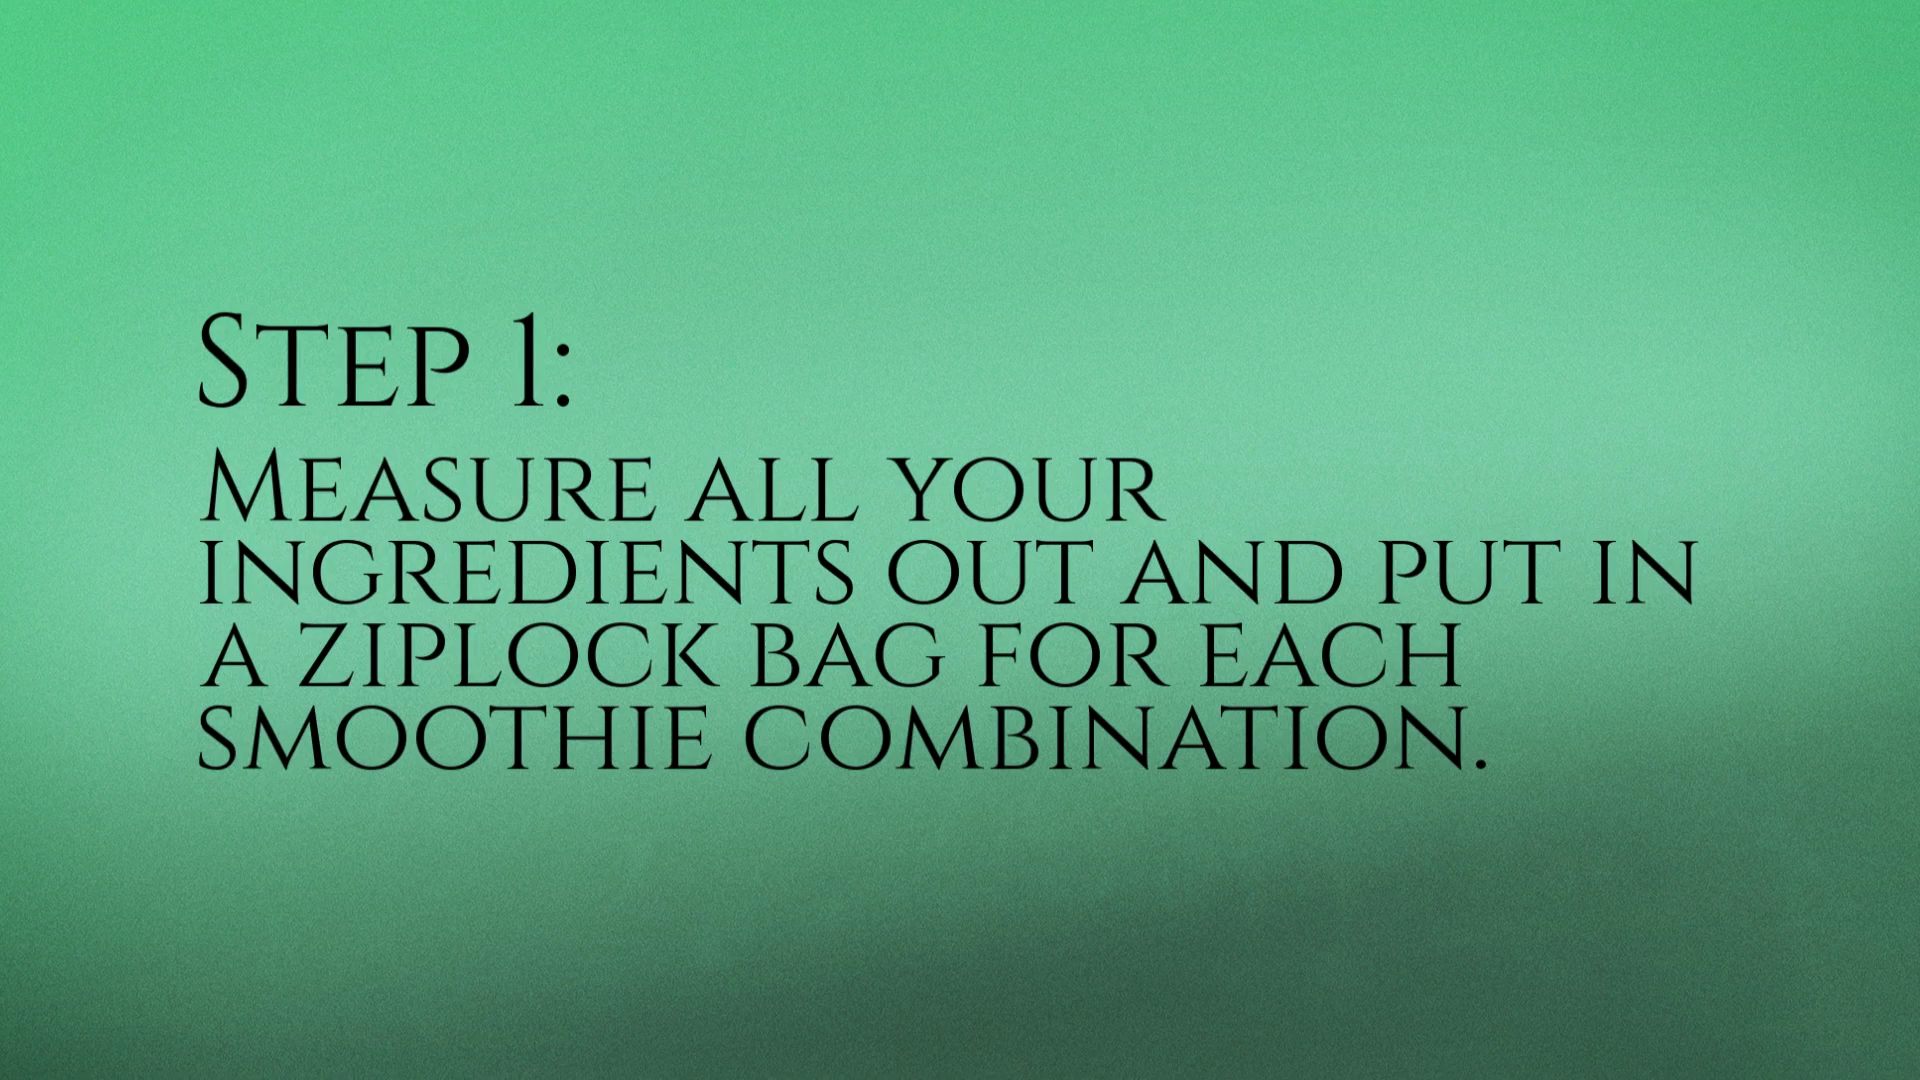 Step 1:
Measure all your
ingredients out and put in
a ziplock bag for each
smoothie combination.